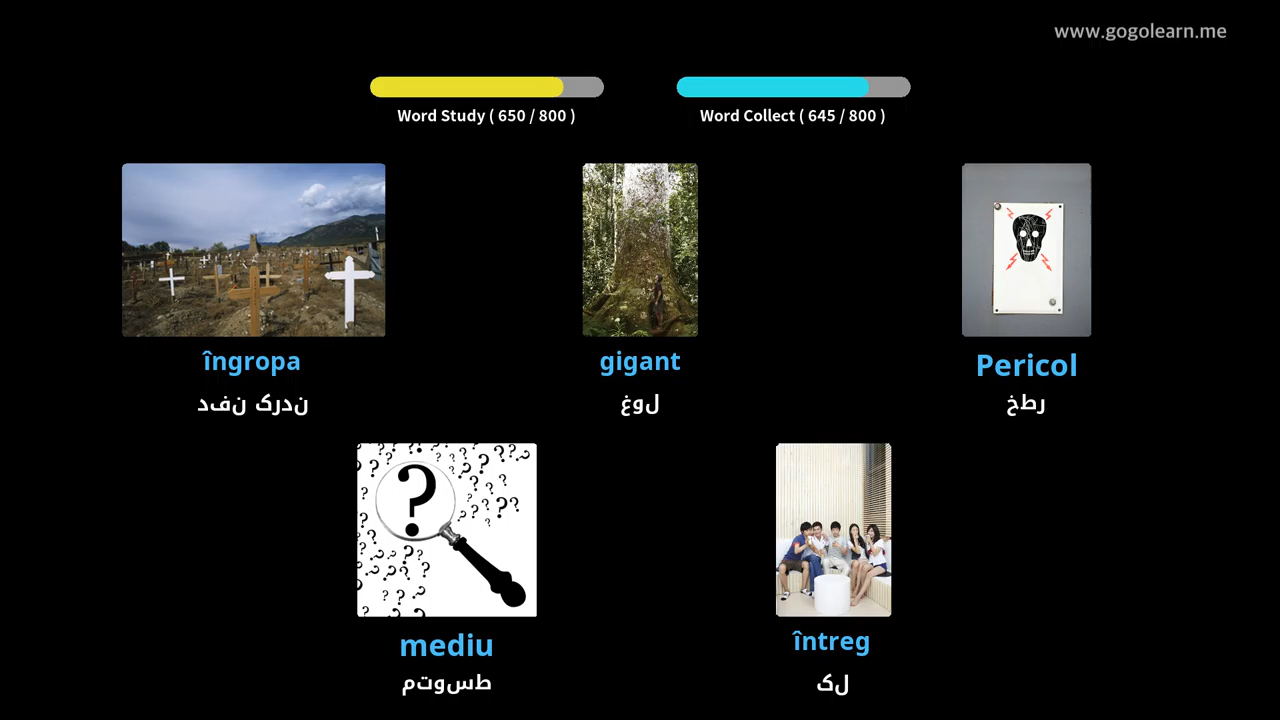 www.gogolearn.me
Word Study ( 650 / 800 )
Word Collect ( 645 / 800 )
îngropa
ندرک نفد
gigant
لوغ
Pericol
رطخ
mediu
طسوتم
întreg
لک